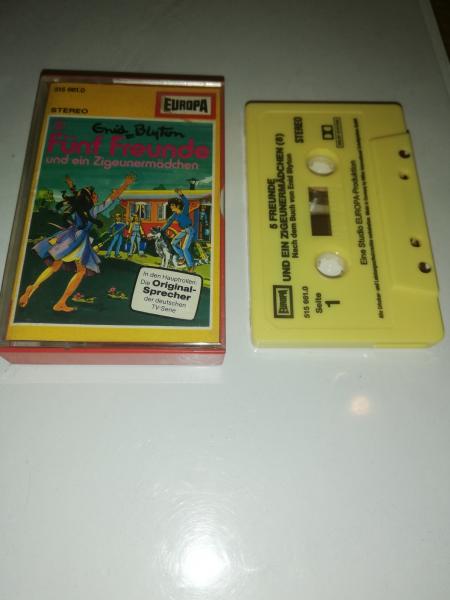 515 661.0
STEREO
EUROPA
Enid Blyton
Fünf Freunde
und ein Zigeunermädchen
In den Hauptrollen:
Die Original-
Sprecher
der deutschen
TV-Serie
STEREO
5 FREUNDE
UND EIN ZIGEUNERMÄDCHEN (8)
Nach dem Buch von Enid Blyton
Eine Studio EUROPA-Produktion
EUROPA
515 661.0
Seite
1